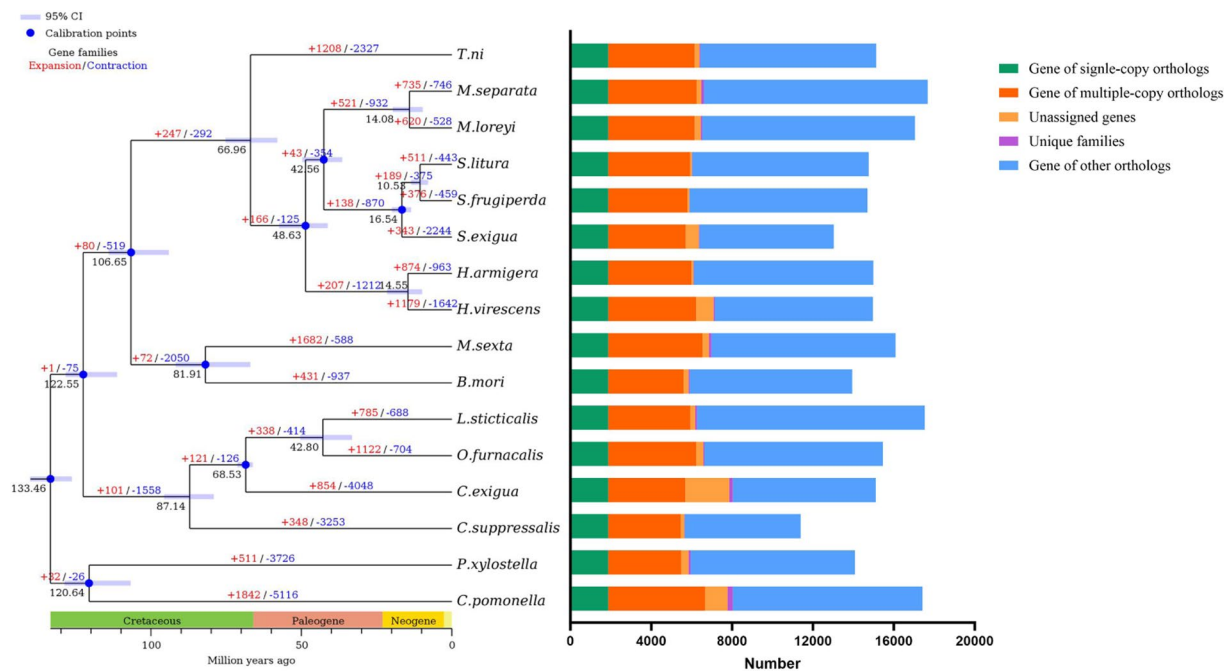 95% CI
Calibration points
Gene families
Expansion/Contraction
+1208 / -2327
T.ni
+735 / -746
M.separata
+521 / -932
14.08
+620 / -528
M.loreyi
+247 / -292
66.96
+43 / -354
42.56
+511 / -443
S.litura
+189 / -375
10.53
+376 / -459
S.frugiperda
+138 / -870
16.54
+343 / -2244
S.exigua
+166 / -125
48.63
+874 / -963
H.armigera
+207 / -1212
14.55
+1179 / -1642
H.virescens
+80 / -519
106.65
+1682 / -588
M.sexta
+72 / -2050
81.91
+431 / -937
B.mori
+1 / -75
122.55
+785 / -688
L.sticticalis
+338 / -414
42.80
+1122 / -704
O.furnacalis
+121 / -126
68.53
+854 / -4048
C.exigua
+101 / -1558
87.14
+348 / -3253
C.suppressalis
133.46
+511 / -3726
P.xylostella
+32 / -26
120.64
+1842 / -5116
C.pomonella
Cretaceous
Paleogene
Neogene
100
0
Million years ago
0
4000
8000
12000
16000
20000
Number
Gene of signle-copy orthologs
Gene of multiple-copy orthologs
Unassigned genes
Unique families
Gene of other orthologs